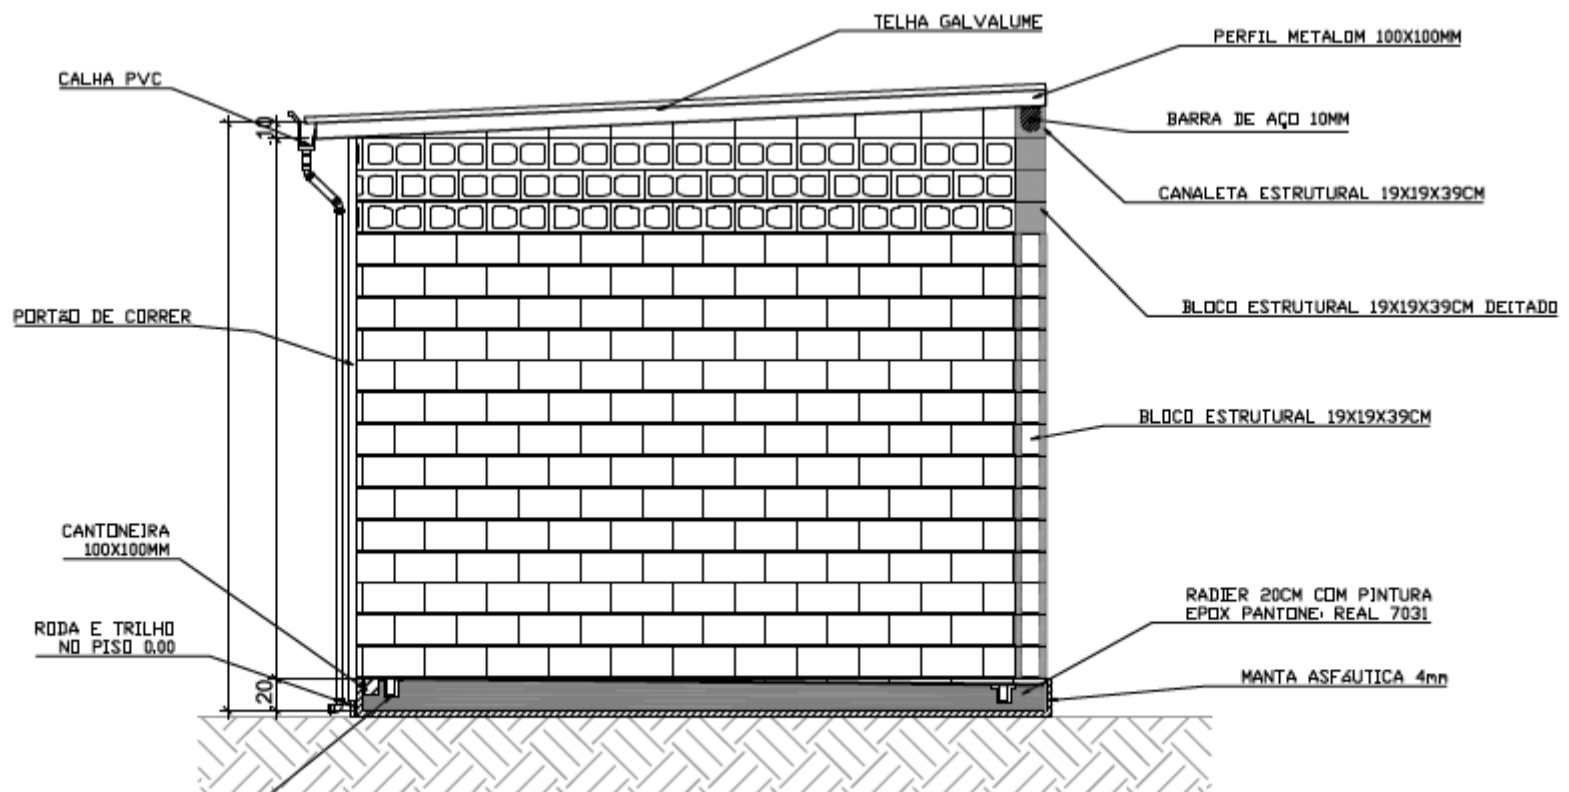 TELHA GALVALUME
PERFIL METALOM 100X100MM
CALHA PVC
BARRA DE AÇO 10MM
10
CANALETA ESTRUTURAL 19X19X39CM
BLOCO ESTRUTURAL 19X19X39CM DEITADO
PORTÃO DE CORRER
BLOCO ESTRUTURAL 19X19X39CM
CANTONEIRA
100X100MM
RADIER 20CM COM PINTURA
EPOX PANTONE: REAL 7031
RODA E TRILHO
NO PISO 0.00
MANTA ASFÁUTICA 4mm
20